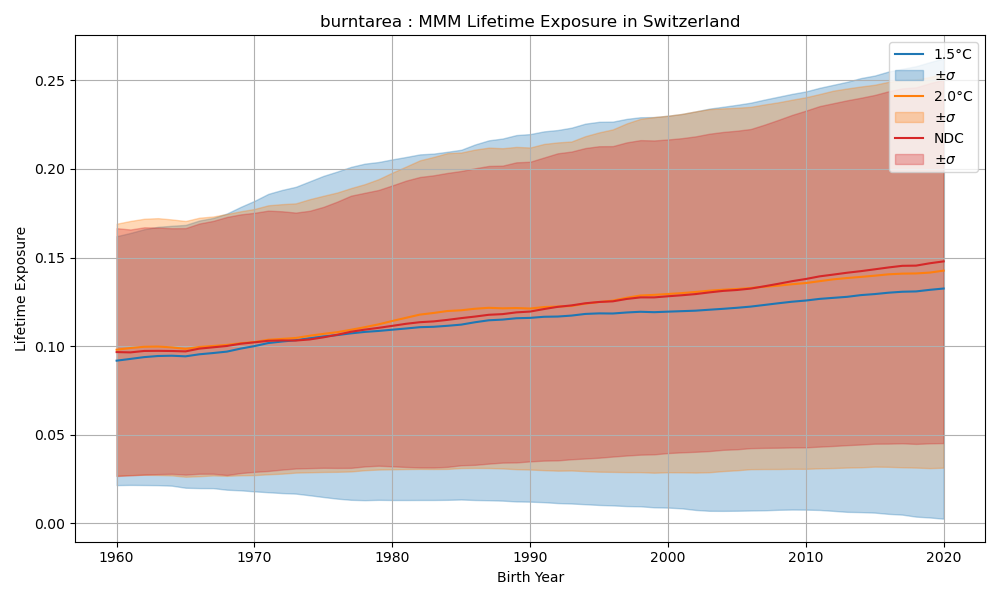 burntarea : MMM Lifetime Exposure in Switzerland
1.5°C
±σ
2.0°C
±σ
NDC
±σ
Lifetime Exposure
0.25
0.20
0.15
0.10
0.05
0.00
1960 1970 1980 1990 2000 2010 2020
Birth Year